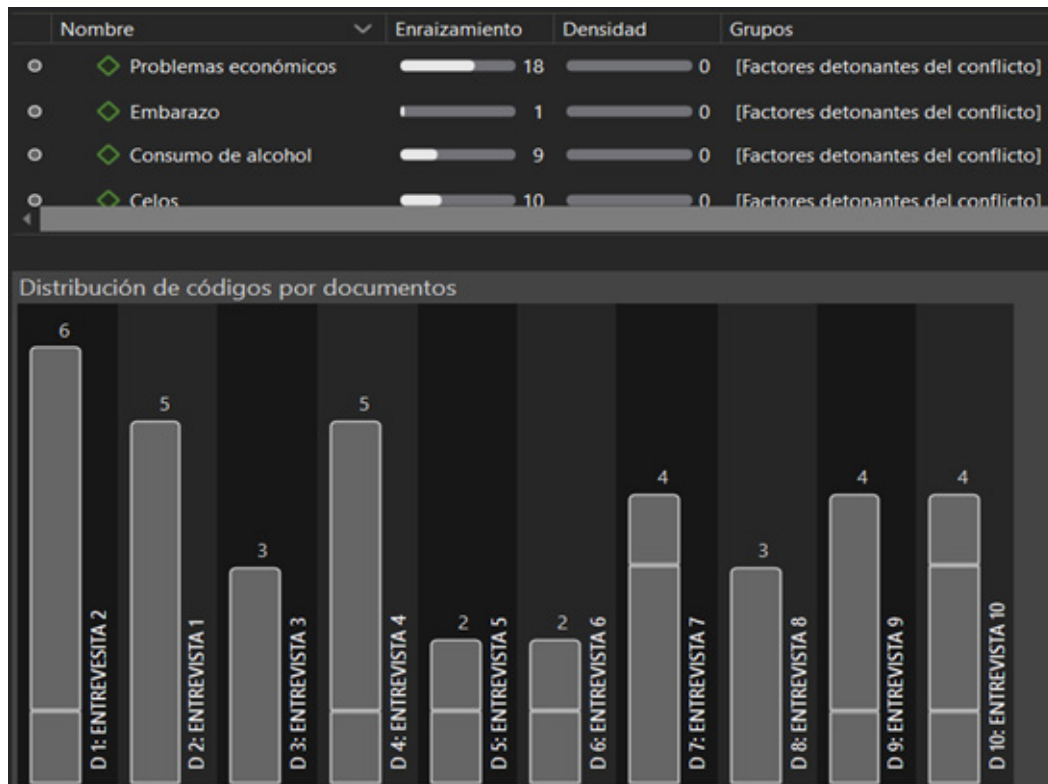 Nombre Enraizamiento Densidad Grupos
Problemas económicos 18 0 [Factores detonantes del conflicto]
Embarazo 1 0 [Factores detonantes del conflicto]
Consumo de alcohol 9 0 [Factores detonantes del conflicto]
Celos 10 0 [Factores detonantes del conflicto]
Distribución de códigos por documentos
6 5 3 5 2 2 4 3 4 4
D 1: ENTREVESITA 2
D 2: ENTREVISTA 1
D 3: ENTREVISTA 3
D 4: ENTREVISTA 4
D 5: ENTREVISTA 5
D 6: ENTREVISTA 6
D 7: ENTREVISTA 7
D 8: ENTREVISTA 8
D 9: ENTREVISTA 9
D 10: ENTREVISTA 10